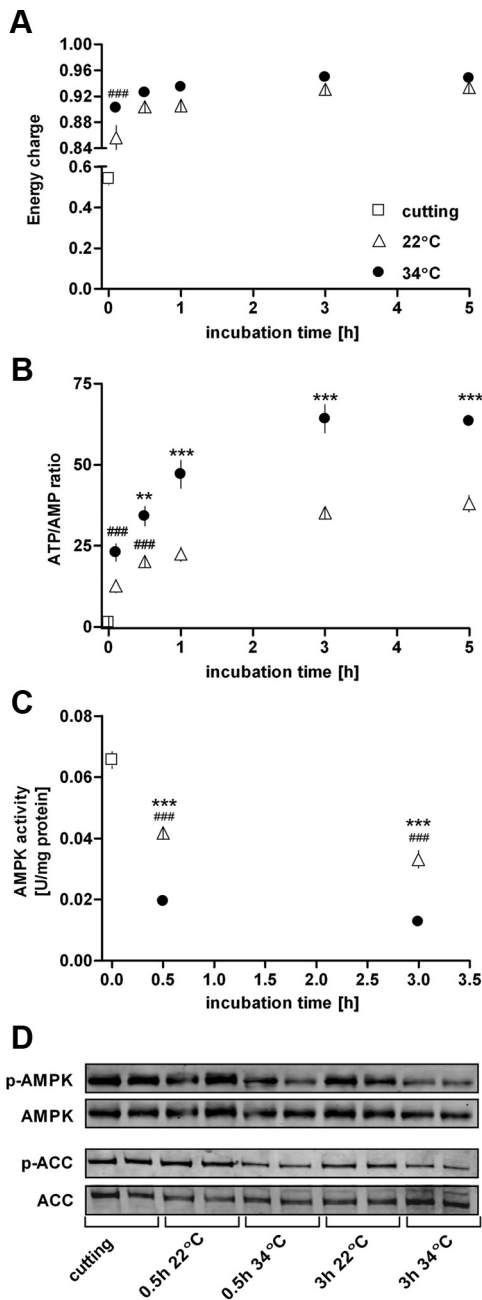 A
1.00
0.96
0.92
0.88
0.84
0.6
0.4
0.2
0.0
Energy charge
###
cutting
22°C
34°C
0 1 2 3 4 5
incubation time [h]
B
75
50
25
0
ATP/AMP ratio
###
**
###
***
***
***
0 1 2 3 4 5
incubation time [h]
C
0.08
0.06
0.04
0.02
0.00
AMPK activity
[U/mg protein]
***
###
***
###
0.0 0.5 1.0 1.5 2.0 2.5 3.0 3.5
incubation time [h]
D
p-AMPK
AMPK
p-ACC
ACC
cutting
0.5h 22°C
0.5h 34°C
3h 22°C
3h 34°C